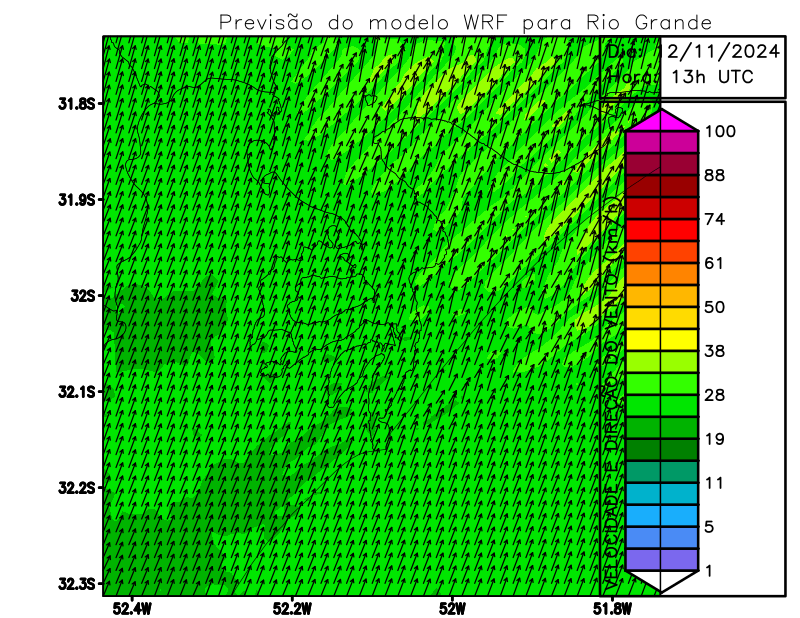 Previsão do modelo WRF para Rio Grande
Dia: 12/11/2024
Hora: 13h UTC
31.8S
31.9S
32S
32.1S
32.2S
32.3S
52.4W
52.2W
52W
51.8W
VELOCIDADE E DIREÇÃO DO VENTO (km/h)
100
88
74
61
50
38
28
19
11
5
1